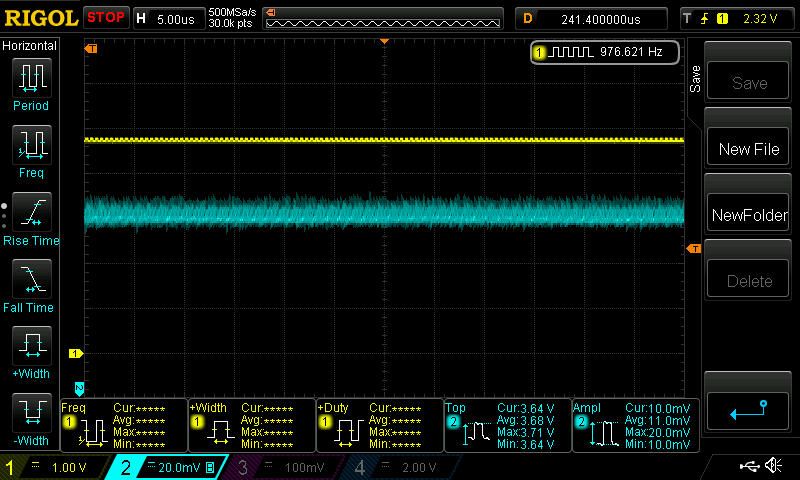 RIGOL STOP H 5.00us 500MSa/s 30.0k pts D 241.400000us T 1 2.32 V
Horizontal
T
1 976.621 Hz
Save
Period
Freq
Rise Time
Fall Time
+Width
-Width
T
1
2
Save
New File
NewFolder
Delete
Freq Cur:*****
1 Avg:*****
Max:*****
Min:*****
+Width Cur:*****
1 Avg:*****
Max:*****
Min:*****
+Duty Cur:*****
1 Avg:*****
Max:*****
Min:*****
Top Cur:3.64 V
2 Avg:3.68 V
Max:3.71 V
Min:3.64 V
Ampl Cur:10.0mV
2 Avg:11.0mV
Max:20.0mV
Min:10.0mV
1 1.00 V 2 20.0mV B 3 100mV 4 2.00 V